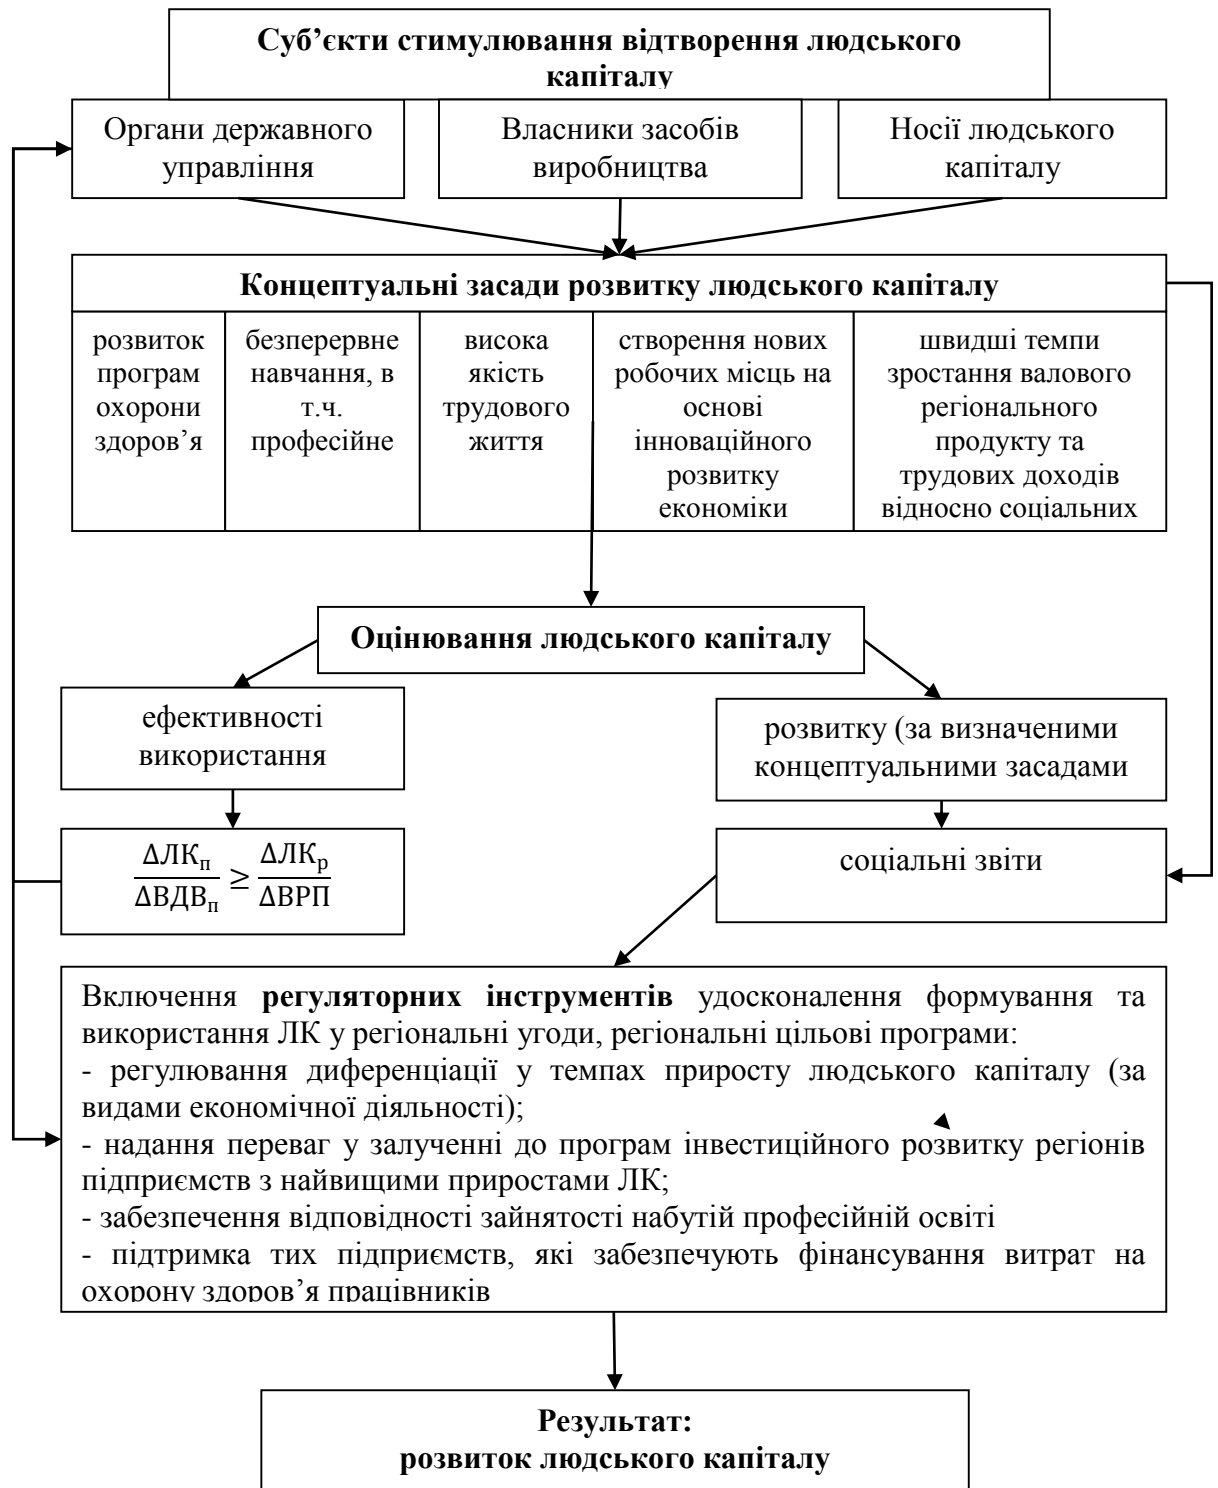 Суб’єкти стимулювання відтворення людського
капіталу
Органи державного
управління
Власники засобів
виробництва
Носії людського
капіталу
Концептуальні засади розвитку людського капіталу
розвиток
програм
охорони
здоров’я
безперервне
навчання, в
т.ч.
професійне
висока
якість
трудового
життя
створення нових
робочих місць на
основі
інноваційного
розвитку
економіки
швидші темпи
зростання валового
регіонального
продукту та
трудових доходів
відносно соціальних
Оцінювання людського капіталу
ефективності
використання
розвитку (за визначеними
концептуальними засадами
ΔЛКп/ΔВДВп ≥ ΔЛКр/ΔВРП
соціальні звіти
Включення регуляторних інструментів удосконалення формування та
використання ЛК у регіональні угоди, регіональні цільові програми:
- регулювання диференціації у темпах приросту людського капіталу (за
видами економічної діяльності);
- надання переваг у залученні до програм інвестиційного розвитку регіонів
підприємств з найвищими приростами ЛК;
- забезпечення відповідності зайнятості набутій професійній освіті
- підтримка тих підприємств, які забезпечують фінансування витрат на
охорону здоров’я працівників
Результат:
розвиток людського капіталу